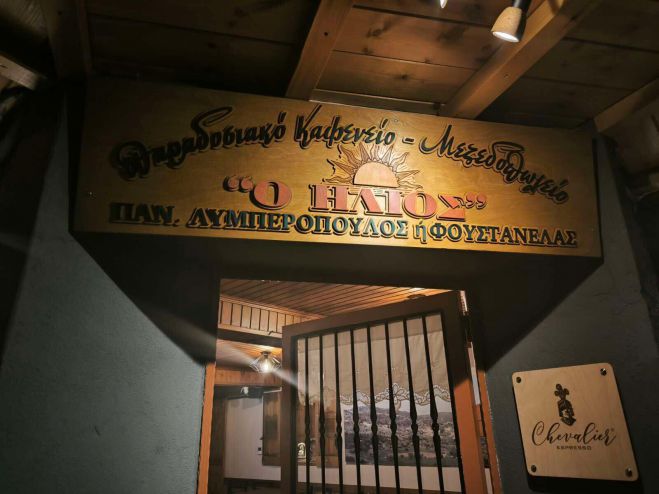 Παραδοσιακό Καφενείο - Μεζεδοπωλείο
"Ο ΗΛΙΟΣ"
ΠΑΝ. ΛΥΜΠΕΡΟΠΟΥΛΟΣ ή ΦΟΥΣΤΑΝΕΛΑΣ
Chevalier
ESPRESSO